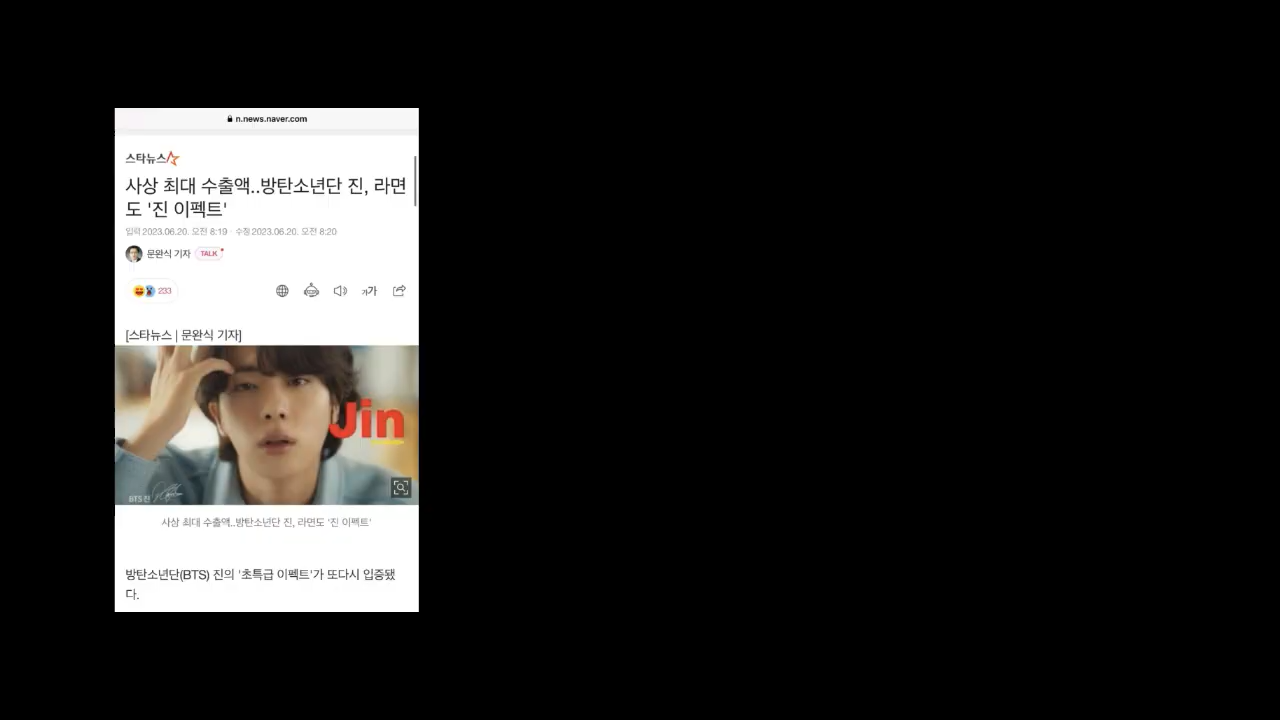 n.news.naver.com
스타뉴스
사상 최대 수출액..방탄소년단 진, 라면
도 '진 이펙트'
입력 2023.06.20. 오전 8:19 · 수정 2023.06.20. 오전 8:20
문완식 기자 TALK
233
가가
[스타뉴스 | 문완식 기자]
Jin
BTS 진
사상 최대 수출액..방탄소년단 진, 라면도 '진 이펙트'
방탄소년단(BTS) 진의 '초특급 이펙트'가 또다시 입증됐
다.